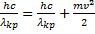 hc/λkp = hc/λkp + mv²/2